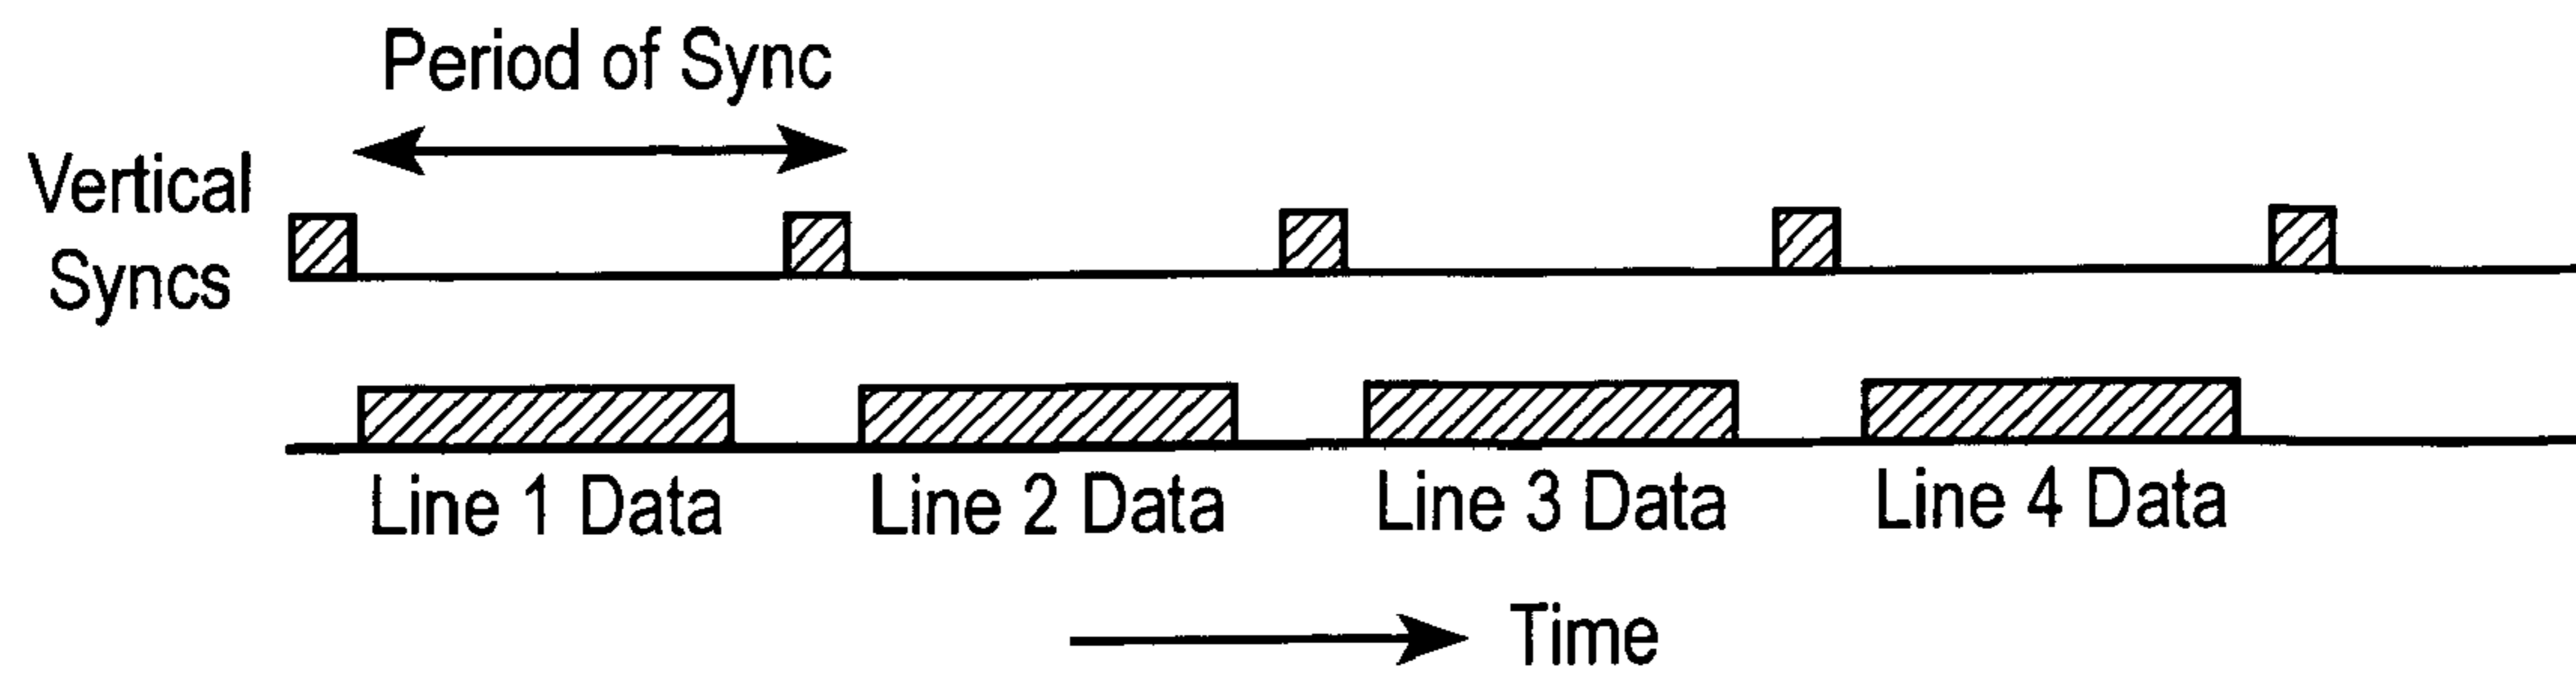 Period of Sync
Vertical
Syncs
Line 1 Data
Line 2 Data
Line 3 Data
Line 4 Data
Time